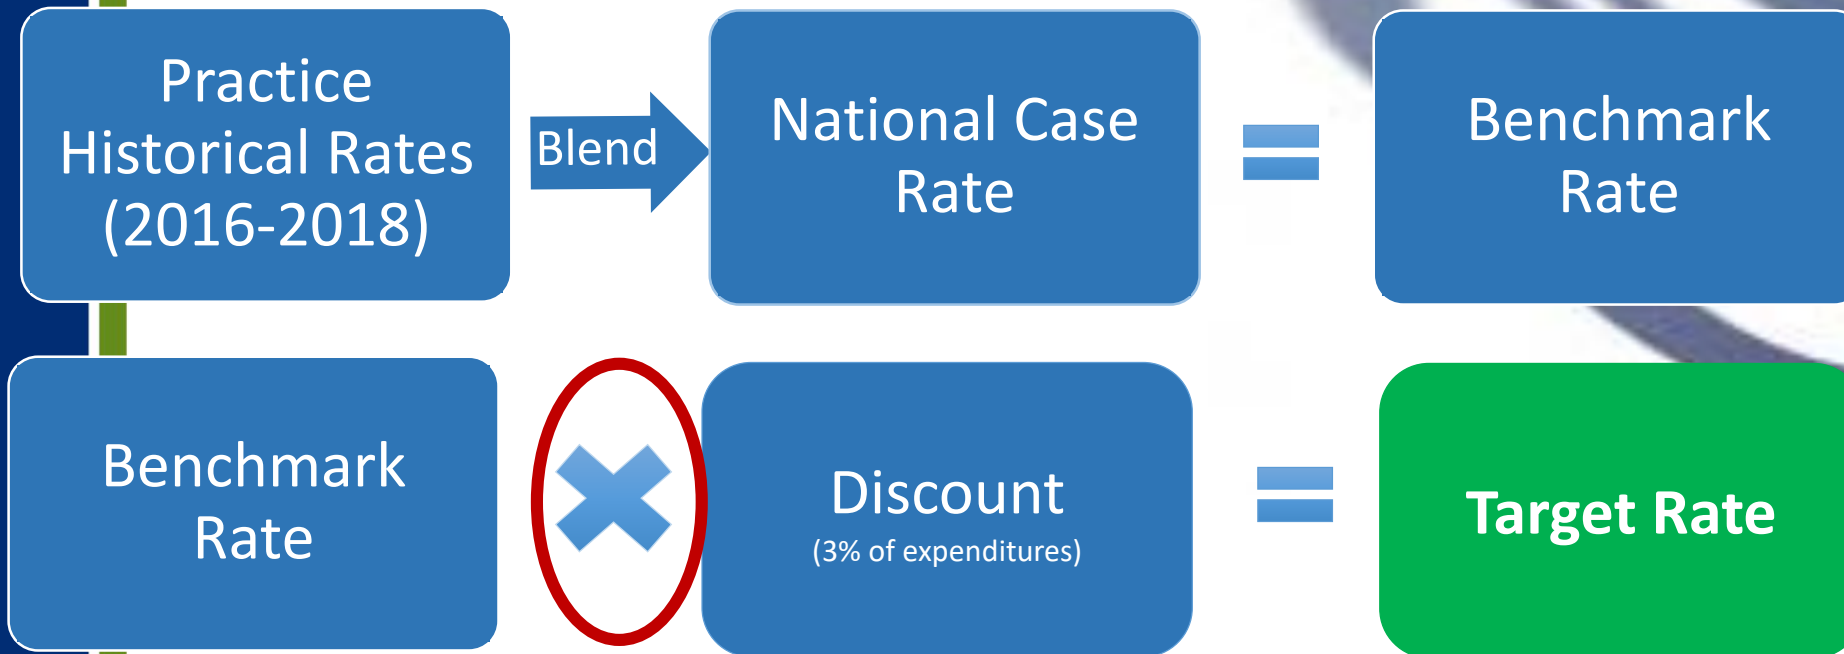 Practice
Historical Rates
(2016-2018)
Blend
National Case
Rate
Benchmark
Rate
Benchmark
Rate
Discount
(3% of expenditures)
Target Rate